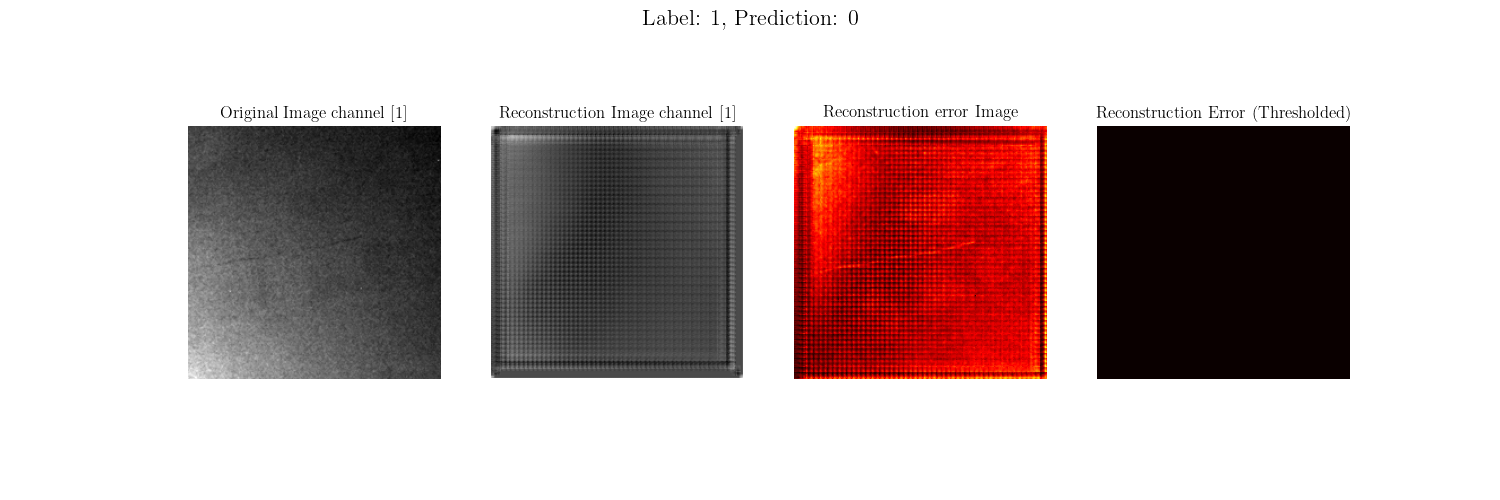 Label: 1, Prediction: 0
Original Image channel [1]
Reconstruction Image channel [1]
Reconstruction error Image
Reconstruction Error (Thresholded)